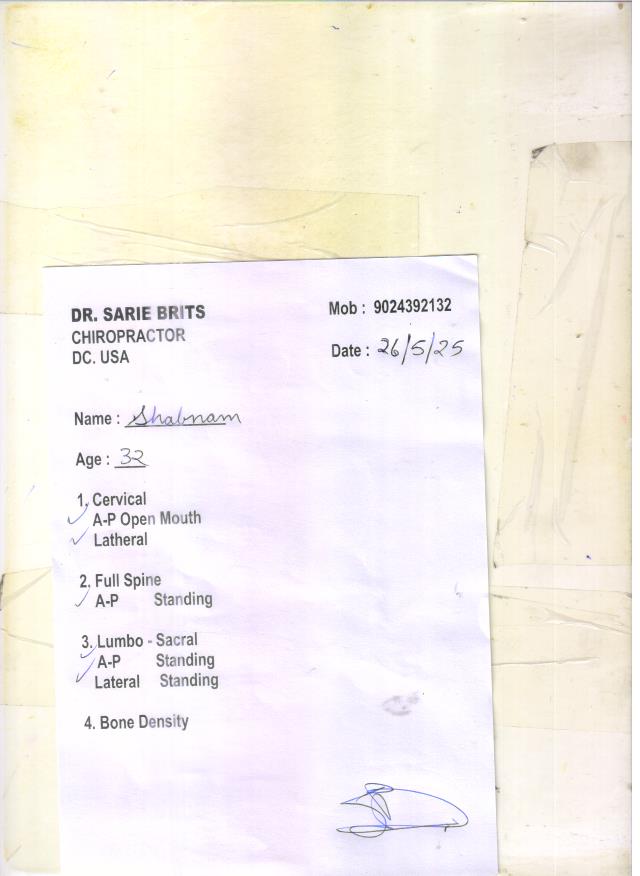 DR. SARIE BRITS
CHIROPRACTOR
DC. USA
Mob : 9024392132
Date : 26/5/25
Name : Shabnam
Age : 32
1. Cervical
✓ A-P Open Mouth
✓ Latheral
2. Full Spine
✓ A-P Standing
3. Lumbo - Sacral
✓ A-P Standing
✓ Lateral Standing
4. Bone Density